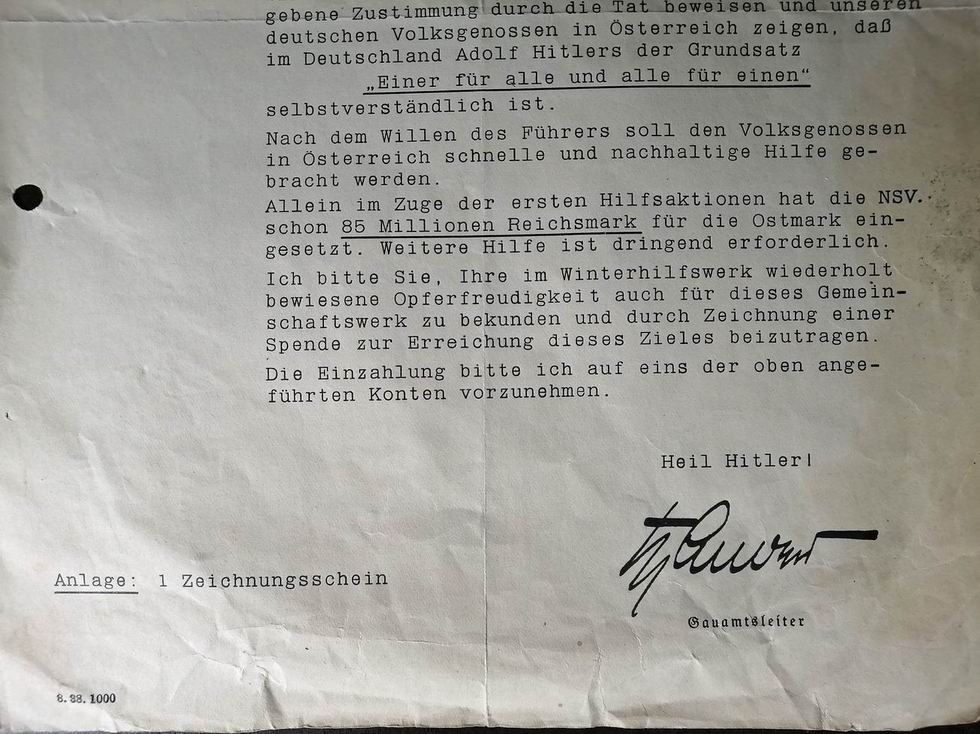 gebene Zustimmung durch die Tat beweisen und unseren
deutschen Volksgenossen in Österreich zeigen, daß
im Deutschland Adolf Hitlers der Grundsatz
„Einer für alle und alle für einen“
selbstverständlich ist.
Nach dem Willen des Führers soll den Volksgenossen
in Österreich schnelle und nachhaltige Hilfe ge-
bracht werden.
Allein im Zuge der ersten Hilfsaktionen hat die NSV.
schon 85 Millionen Reichsmark für die Ostmark ein-
gesetzt. Weitere Hilfe ist dringend erforderlich.
Ich bitte Sie, Ihre im Winterhilfswerk wiederholt
bewiesene Opferfreudigkeit auch für dieses Gemein-
schaftswerk zu bekunden und durch Zeichnung einer
Spende zur Erreichung dieses Zieles beizutragen.
Die Einzahlung bitte ich auf eins der oben ange-
führten Konten vorzunehmen.
Heil Hitler!
Gauamtsleiter
Anlage: 1 Zeichnungsschein
8. 38. 1000